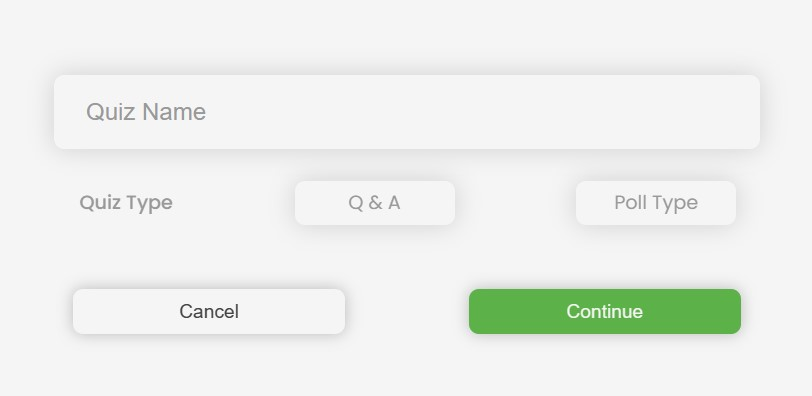 Quiz Name
Quiz Type Q & A Poll Type
Cancel Continue